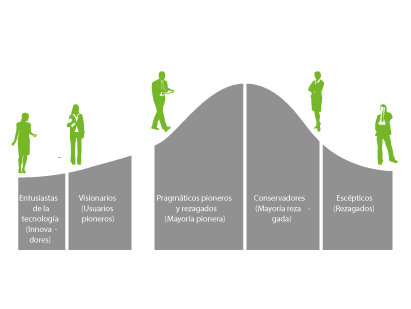 Entusiastas
de la
tecnología
(Innova -
dores)
Visionarios
(Usuarios
pioneros)
Pragmáticos pioneros
y rezagados
(Mayoría pionera)
Conservadores
(Mayoría reza -
gada)
Escépticos
(Rezagados)